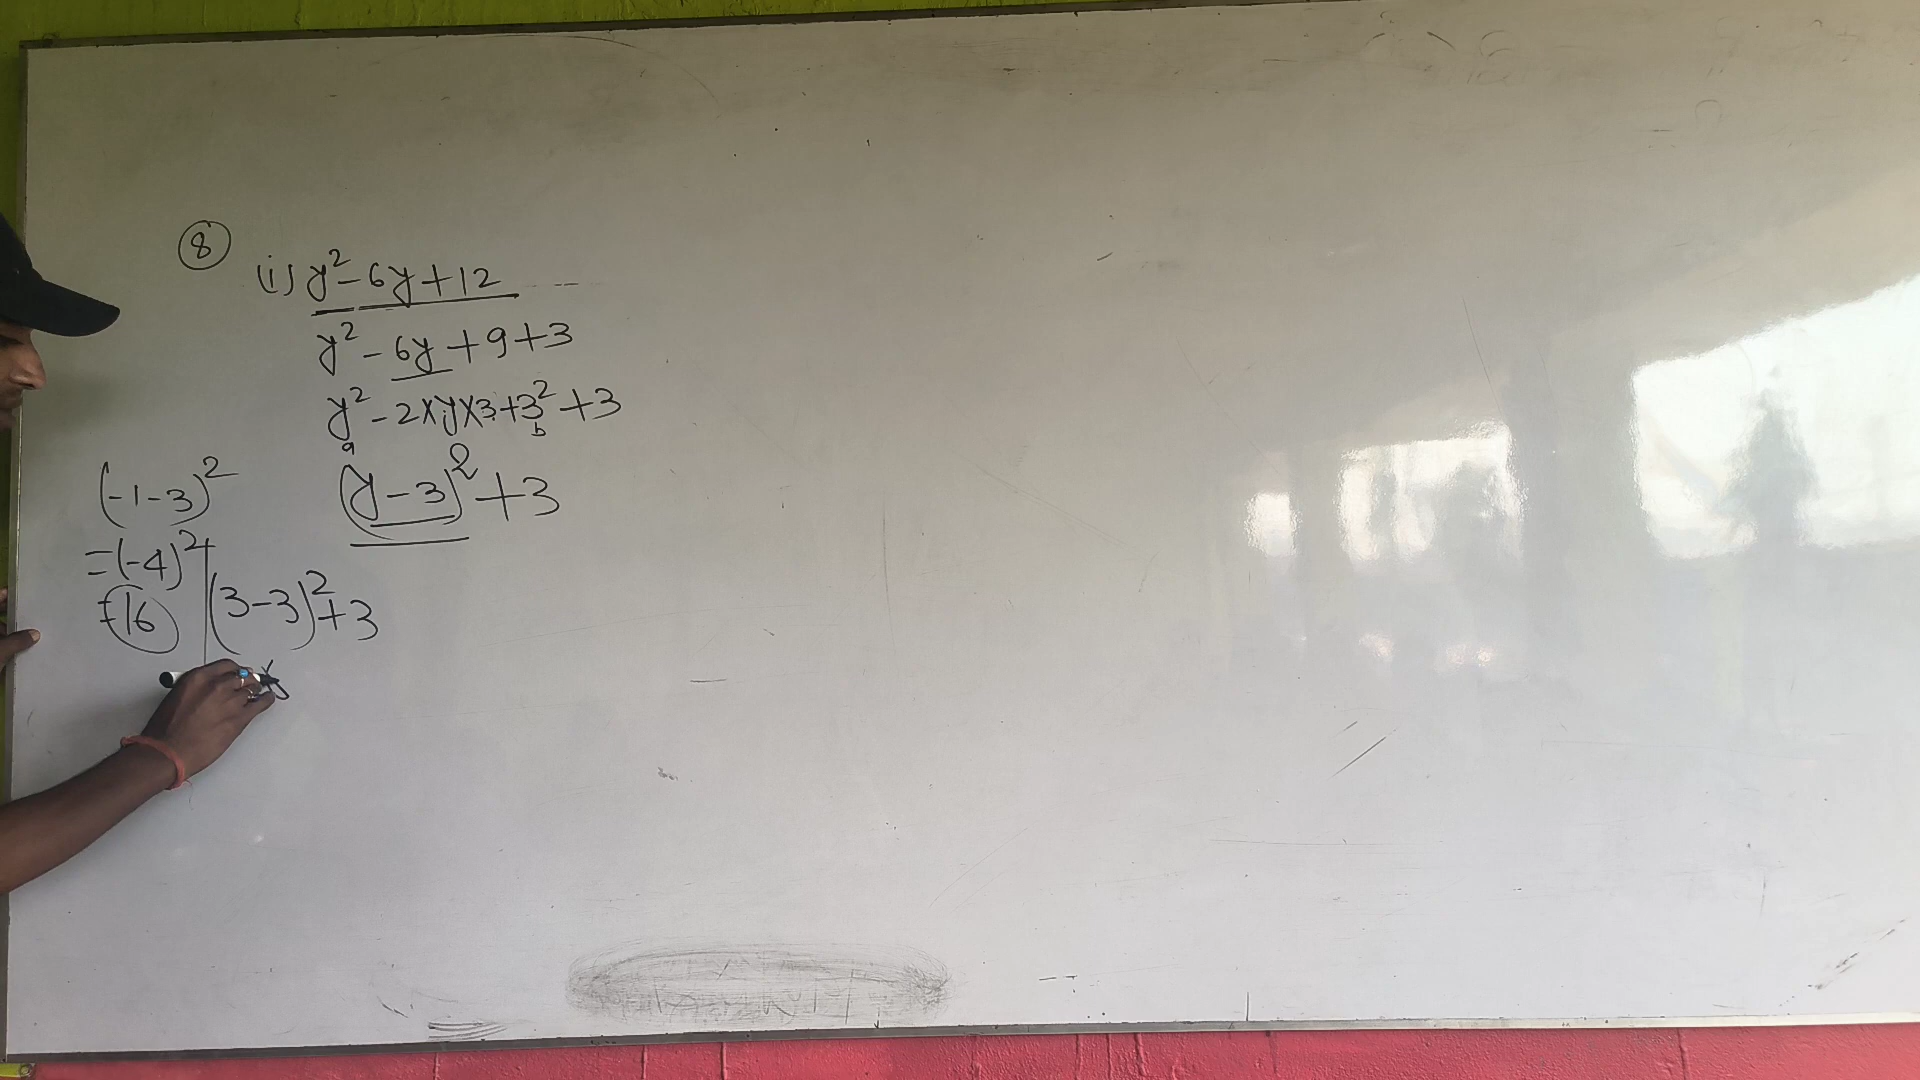 8
(i) y²-6y+12
y²-6y+9+3
y²-2×y×3+3²+3
a b
(y-3)²+3
(-1-3)²
=(-4)²
=16
(3-3)²+3